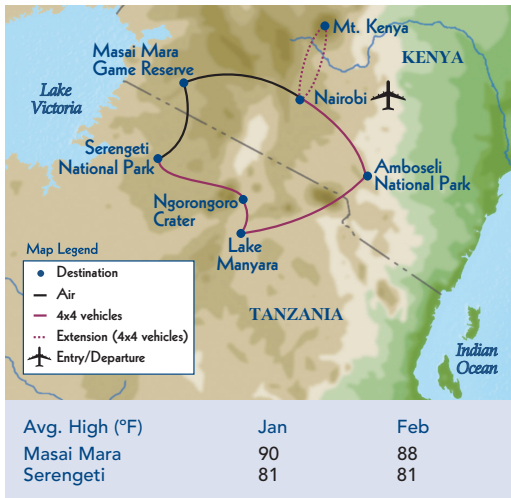 Mt. Kenya
KENYA
Masai Mara
Game Reserve
Lake
Victoria
Nairobi
Serengeti
National Park
Amboseli
National Park
Ngorongoro
Crater
Lake
Manyara
Map Legend
Destination
Air
4x4 vehicles
Extension (4x4 vehicles)
Entry/Departure
TANZANIA
Indian
Ocean
Avg. High (ºF) Jan Feb
Masai Mara 90 88
Serengeti 81 81